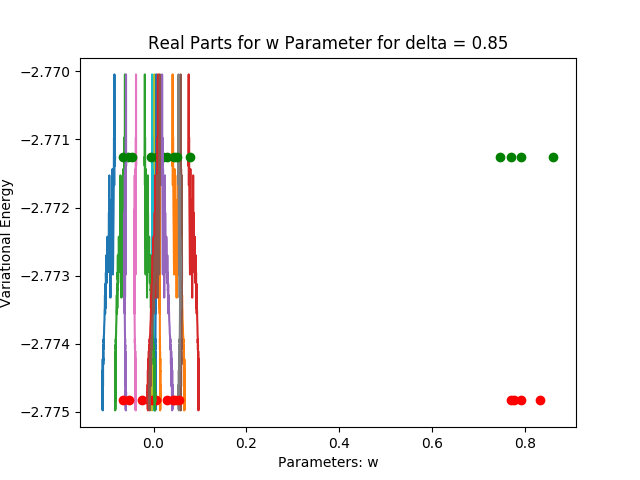 Real Parts for w Parameter for delta = 0.85
−2.770
−2.771
−2.772
−2.773
−2.774
−2.775
Variational Energy
0.0 0.2 0.4 0.6 0.8
Parameters: w